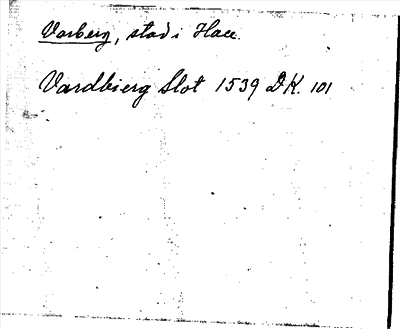 Varberg, stad i Hall.
Vardbierg Slot 1539 DK. 101